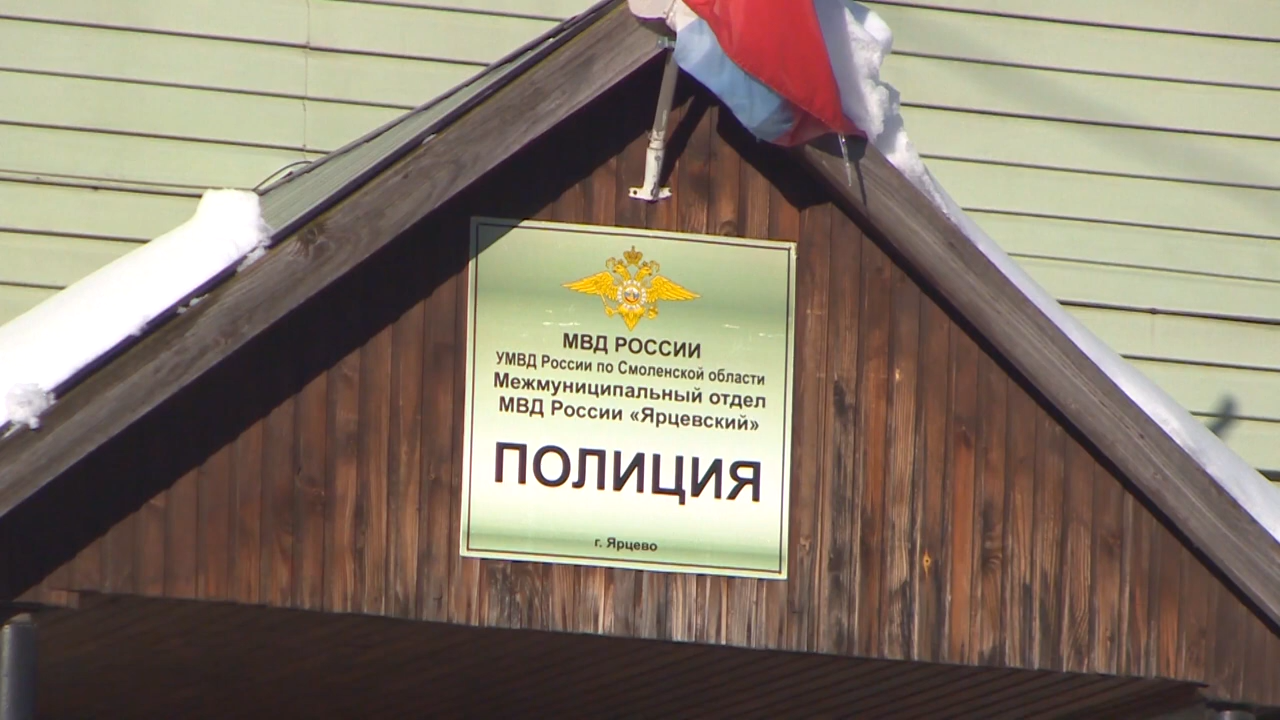 МВД РОССИИ
УМВД России по Смоленской области
Межмуниципальный отдел
МВД России «Ярцевский»
ПОЛИЦИЯ
г. Ярцево